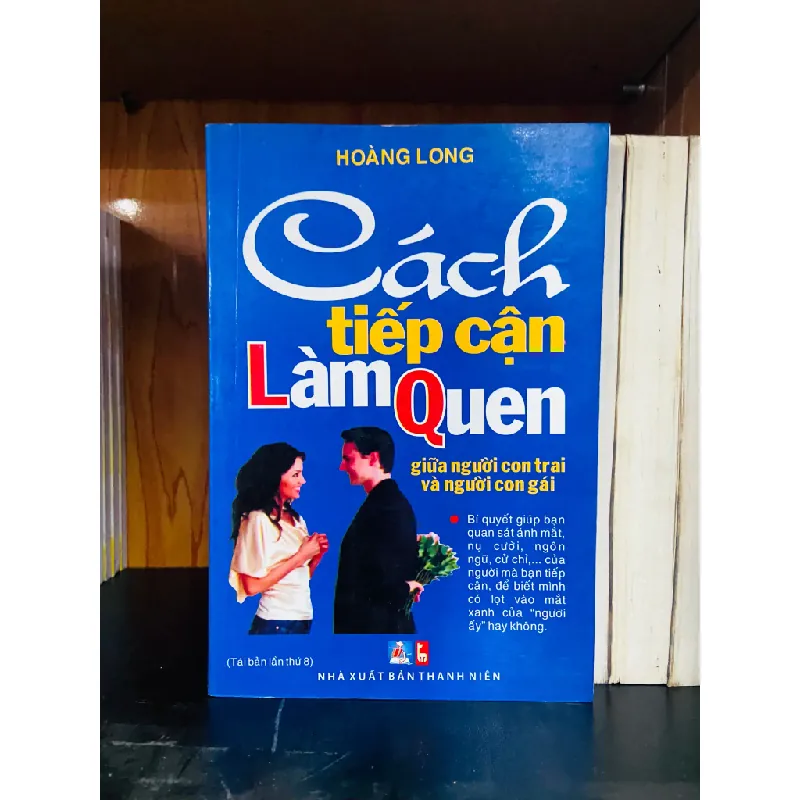 HOÀNG LONG
Cách
tiếp cận
Làm
Quen
giữa người con trai
và người con gái
Bí quyết giúp bạn
quan sát ánh mắt,
nụ cười, ngôn
ngữ, cử chỉ,... của
người mà bạn tiếp
cận, để biết mình
có lọt vào mắt
xanh của "người
ấy" hay không.
(Tái bản lần thứ 8)
NHÀ XUẤT BẢN THANH NIÊN